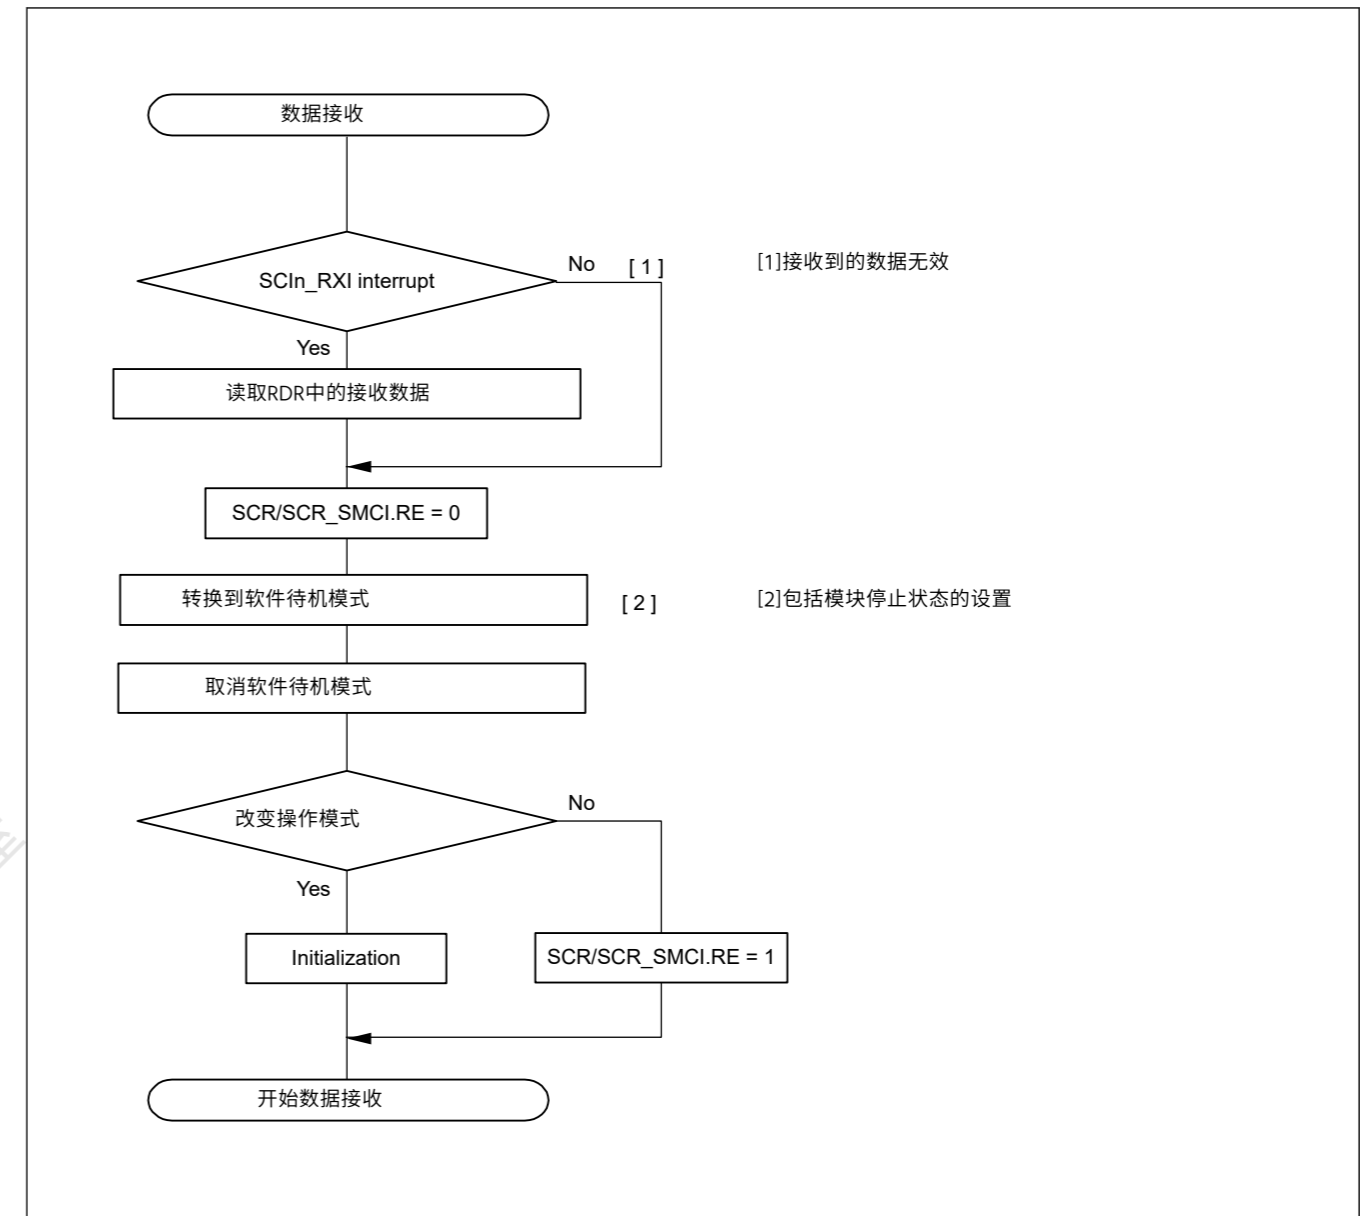 数据接收
No [ 1 ] [1]接收到的数据无效
SCIn_RXI interrupt
Yes
读取RDR中的接收数据
SCR/SCR_SMCI.RE = 0
转换到软件待机模式 [ 2 ] [2]包括模块停止状态的设置
取消软件待机模式
No
改变操作模式
Yes
Initialization SCR/SCR_SMCI.RE = 1
开始数据接收